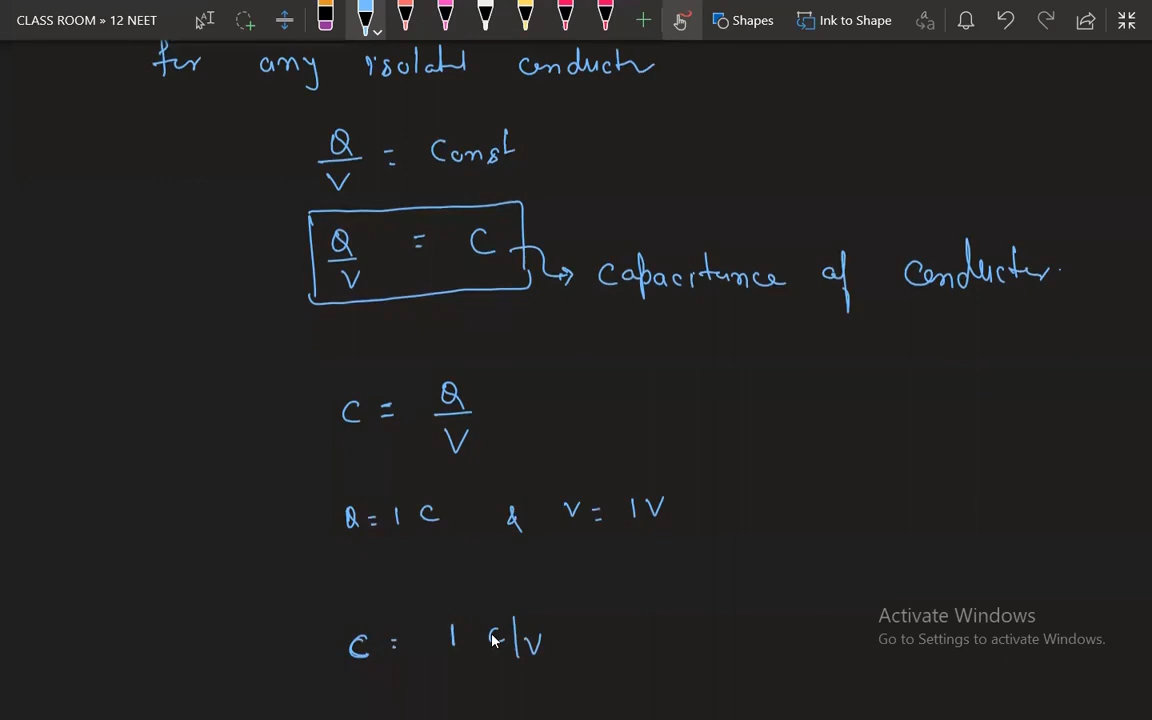 CLASS ROOM » 12 NEET
Shapes
Ink to Shape
for any isolated conductor
Q/V = Const
Q/V = C → Capacitance of Conductor.
C = Q/V
Q = 1 C & V = 1 V
C = 1 C/V
Activate Windows
Go to Settings to activate Windows.